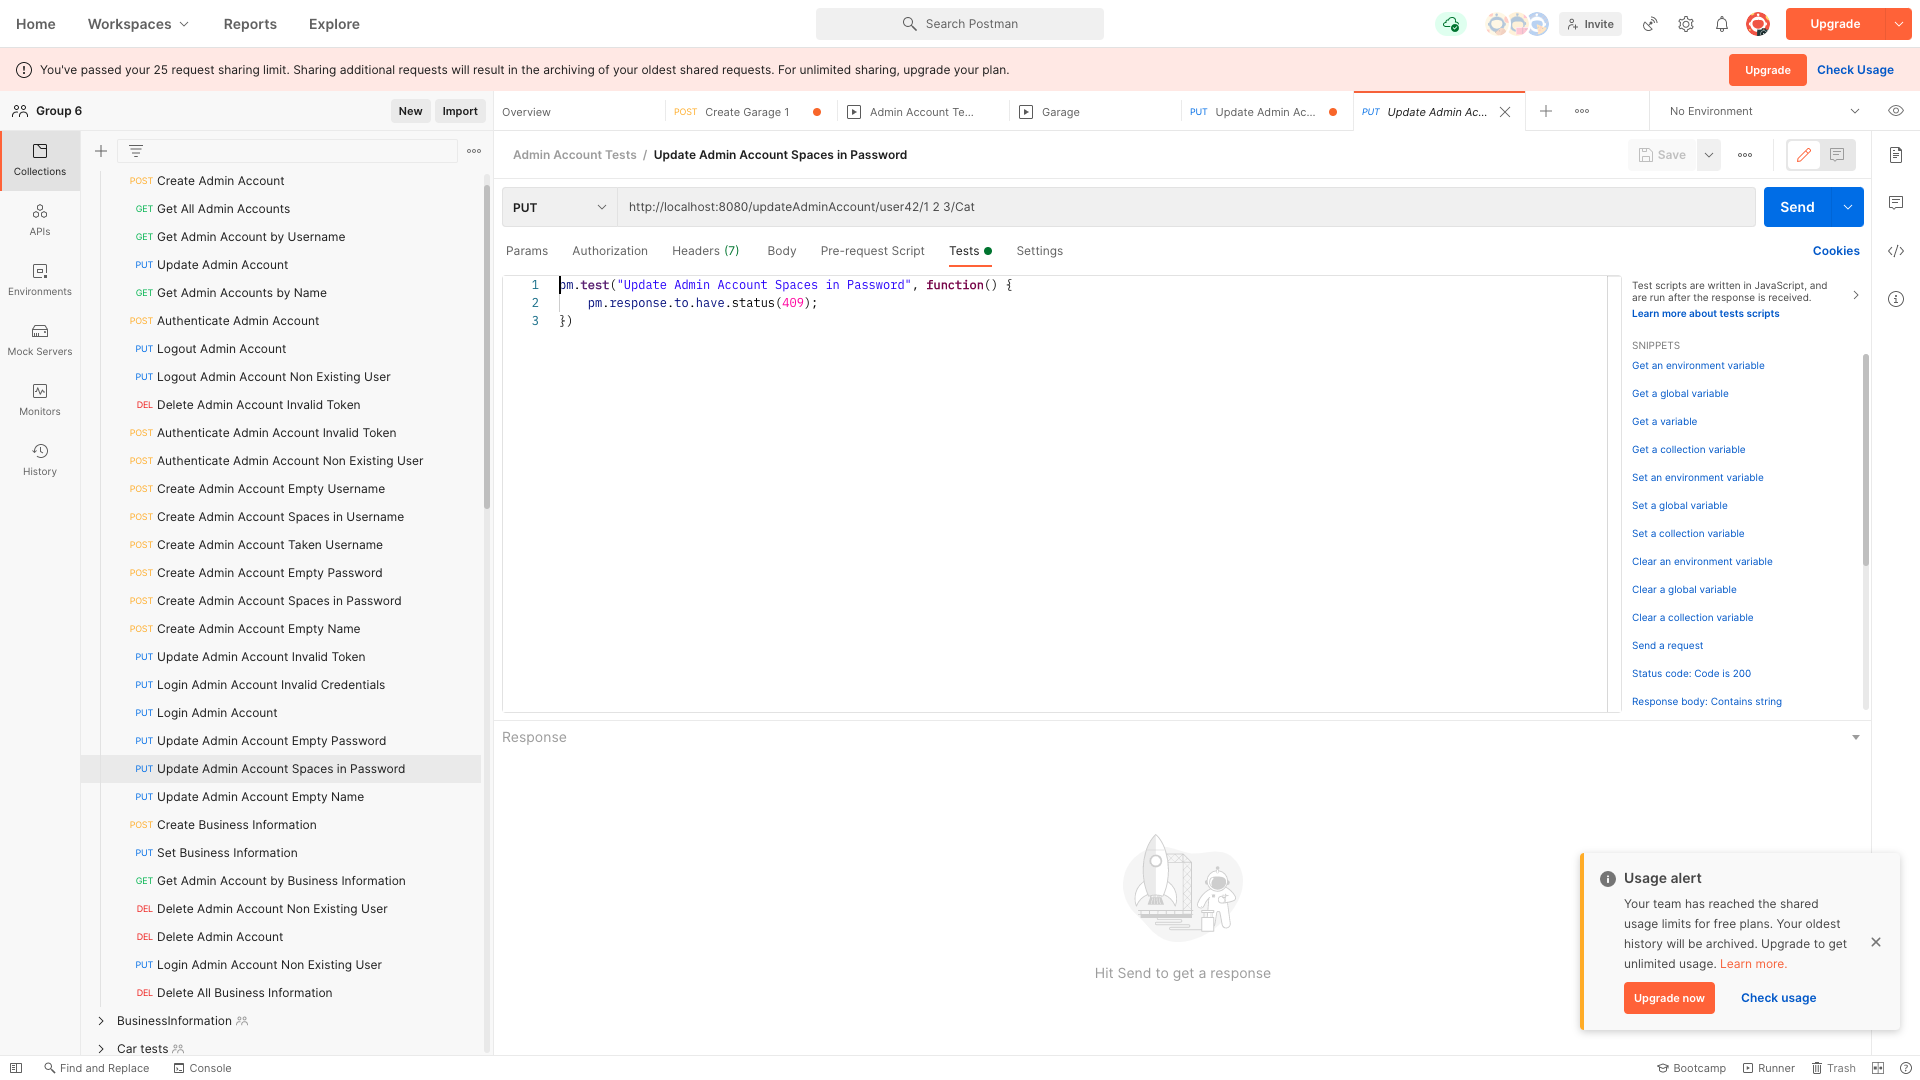 Home
Workspaces
Reports
Explore
Search Postman
Invite
Upgrade
You've passed your 25 request sharing limit. Sharing additional requests will result in the archiving of your oldest shared requests. For unlimited sharing, upgrade your plan.
Upgrade
Check Usage
Group 6
New
Import
Overview
POST Create Garage 1
Admin Account Te...
Garage
PUT Update Admin Ac...
PUT Update Admin Ac...
No Environment
Collections
APIs
Environments
Mock Servers
Monitors
History
POST Create Admin Account
GET Get All Admin Accounts
GET Get Admin Account by Username
PUT Update Admin Account
GET Get Admin Accounts by Name
POST Authenticate Admin Account
PUT Logout Admin Account
PUT Logout Admin Account Non Existing User
DEL Delete Admin Account Invalid Token
POST Authenticate Admin Account Invalid Token
POST Authenticate Admin Account Non Existing User
POST Create Admin Account Empty Username
POST Create Admin Account Spaces in Username
POST Create Admin Account Taken Username
POST Create Admin Account Empty Password
POST Create Admin Account Spaces in Password
POST Create Admin Account Empty Name
PUT Update Admin Account Invalid Token
PUT Login Admin Account Invalid Credentials
PUT Login Admin Account
PUT Update Admin Account Empty Password
PUT Update Admin Account Spaces in Password
PUT Update Admin Account Empty Name
POST Create Business Information
PUT Set Business Information
GET Get Admin Account by Business Information
DEL Delete Admin Account Non Existing User
DEL Delete Admin Account
PUT Login Admin Account Non Existing User
DEL Delete All Business Information
BusinessInformation
Car tests
Admin Account Tests / Update Admin Account Spaces in Password
Save
PUT
http://localhost:8080/updateAdminAccount/user42/1 2 3/Cat
Send
Params
Authorization
Headers (7)
Body
Pre-request Script
Tests
Settings
Cookies
1 pm.test("Update Admin Account Spaces in Password", function() {
2 pm.response.to.have.status(409);
3 })
Test scripts are written in JavaScript, and
are run after the response is received.
Learn more about tests scripts
SNIPPETS
Get an environment variable
Get a global variable
Get a variable
Get a collection variable
Set an environment variable
Set a global variable
Set a collection variable
Clear an environment variable
Clear a global variable
Clear a collection variable
Send a request
Status code: Code is 200
Response body: Contains string
Response
Hit Send to get a response
Usage alert
Your team has reached the shared
usage limits for free plans. Your oldest
history will be archived. Upgrade to get
unlimited usage. Learn more.
Upgrade now
Check usage
Find and Replace
Console
Bootcamp
Runner
Trash